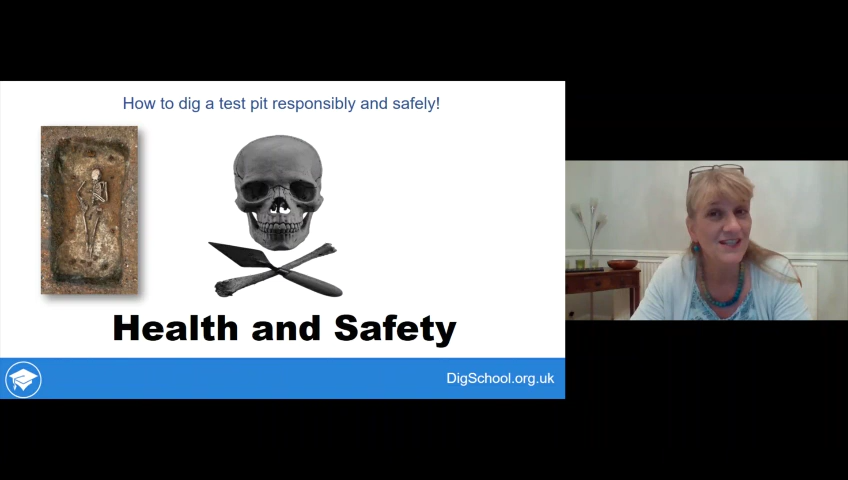 How to dig a test pit responsibly and safely!
Health and Safety
DigSchool.org.uk